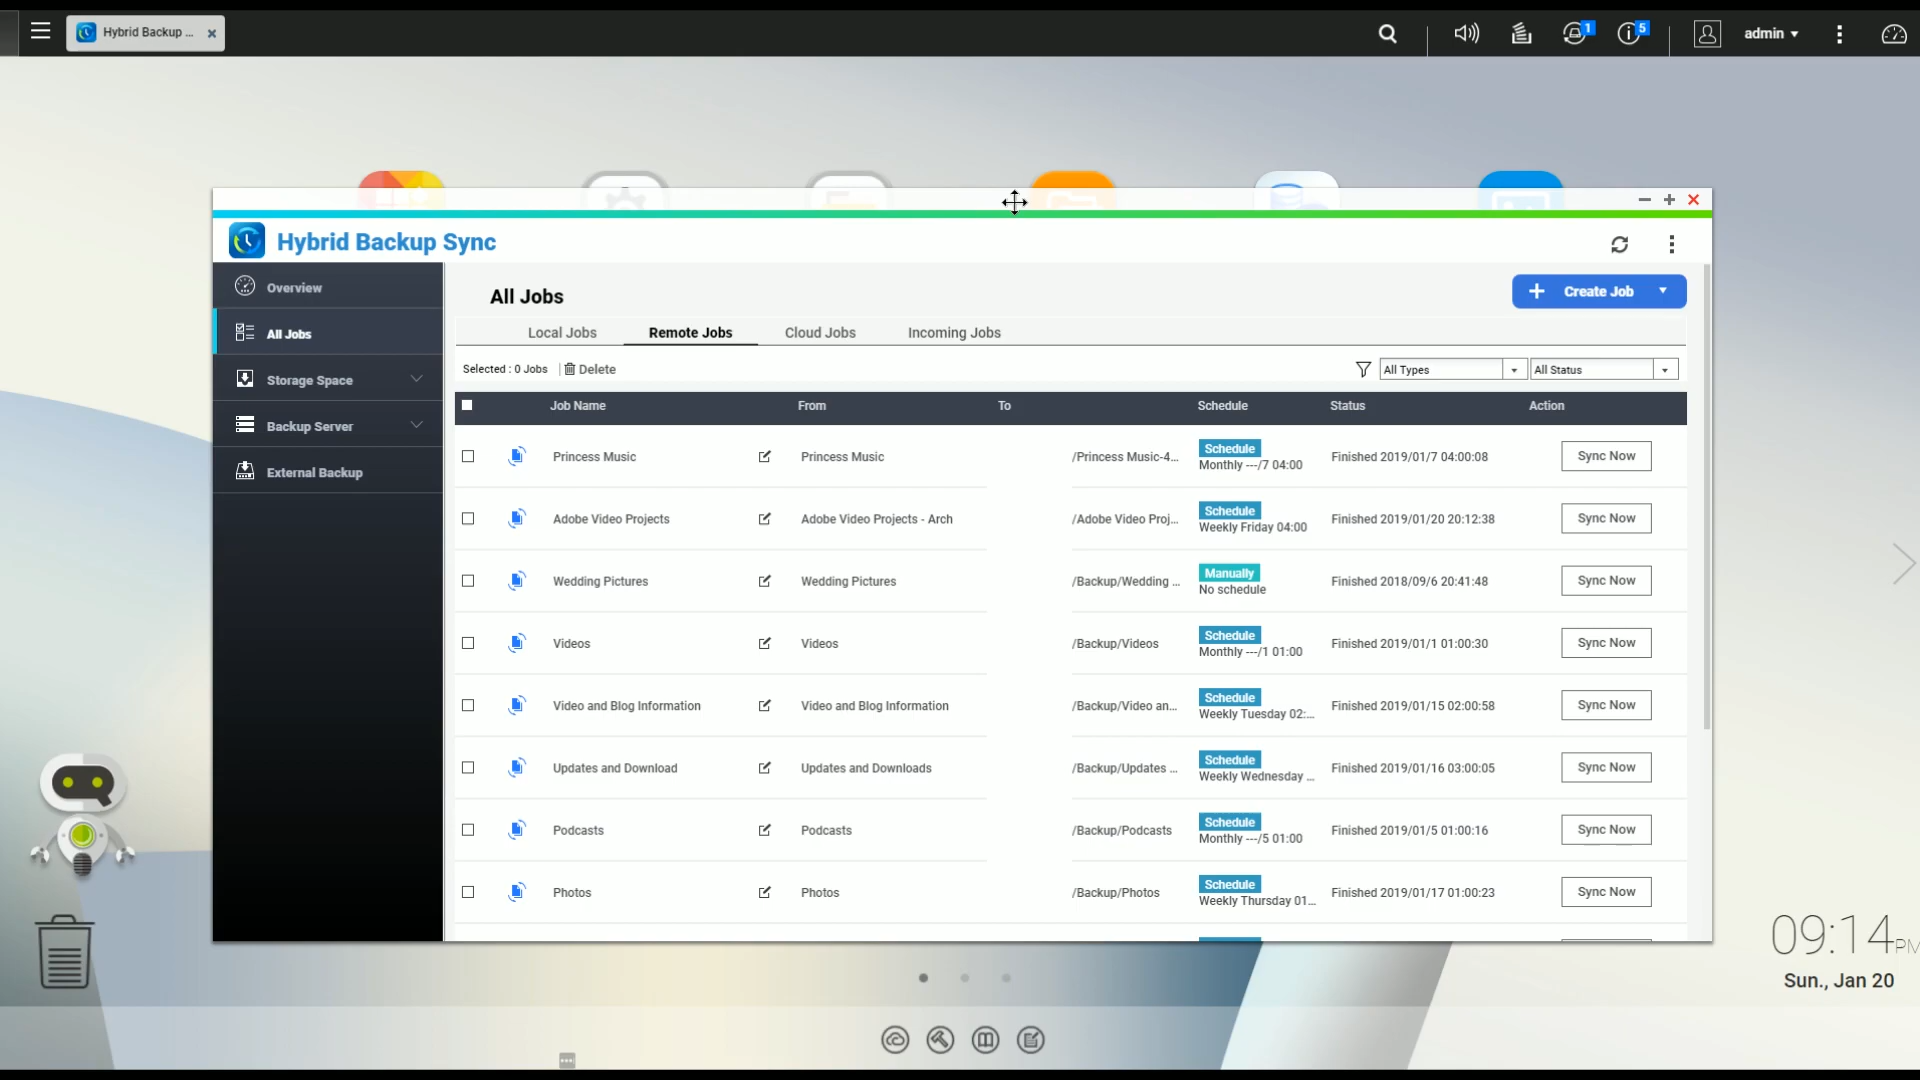 Hybrid Backup ...
1
5
admin
Hybrid Backup Sync
Overview
All Jobs
Storage Space
Backup Server
External Backup
All Jobs
Create Job
Local Jobs Remote Jobs Cloud Jobs Incoming Jobs
Selected : 0 Jobs Delete All Types All Status
Job Name From To Schedule Status Action
Princess Music Princess Music /Princess Music-4... Schedule Finished 2019/01/7 04:00:08 Sync Now
Monthly ---/7 04:00
Adobe Video Projects Adobe Video Projects - Arch /Adobe Video Proj... Schedule Finished 2019/01/20 20:12:38 Sync Now
Weekly Friday 04:00
Wedding Pictures Wedding Pictures /Backup/Wedding ... Manually Finished 2018/09/6 20:41:48 Sync Now
No schedule
Videos Videos /Backup/Videos Schedule Finished 2019/01/1 01:00:30 Sync Now
Monthly ---/1 01:00
Video and Blog Information Video and Blog Information /Backup/Video an... Schedule Finished 2019/01/15 02:00:58 Sync Now
Weekly Tuesday 02:...
Updates and Download Updates and Downloads /Backup/Updates ... Schedule Finished 2019/01/16 03:00:05 Sync Now
Weekly Wednesday ...
Podcasts Podcasts /Backup/Podcasts Schedule Finished 2019/01/5 01:00:16 Sync Now
Monthly ---/5 01:00
Photos Photos /Backup/Photos Schedule Finished 2019/01/17 01:00:23 Sync Now
Weekly Thursday 01...
09:14 PM
Sun., Jan 20